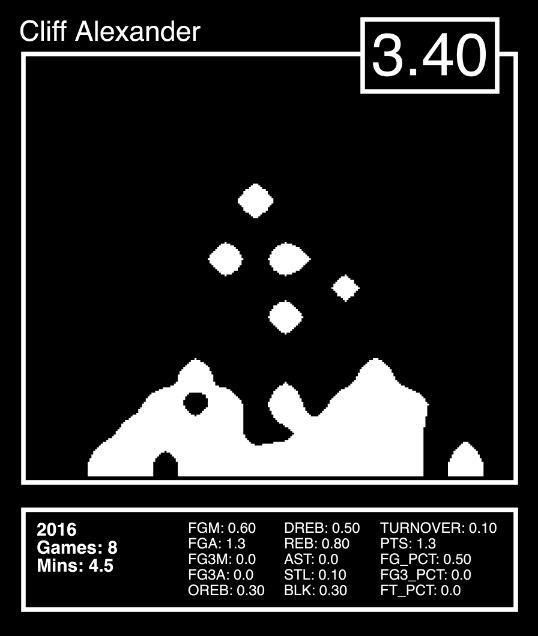 Cliff Alexander
3.40
2016
Games: 8
Mins: 4.5
FGM: 0.60
FGA: 1.3
FG3M: 0.0
FG3A: 0.0
OREB: 0.30
DREB: 0.50
REB: 0.80
AST: 0.0
STL: 0.10
BLK: 0.30
TURNOVER: 0.10
PTS: 1.3
FG_PCT: 0.50
FG3_PCT: 0.0
FT_PCT: 0.0